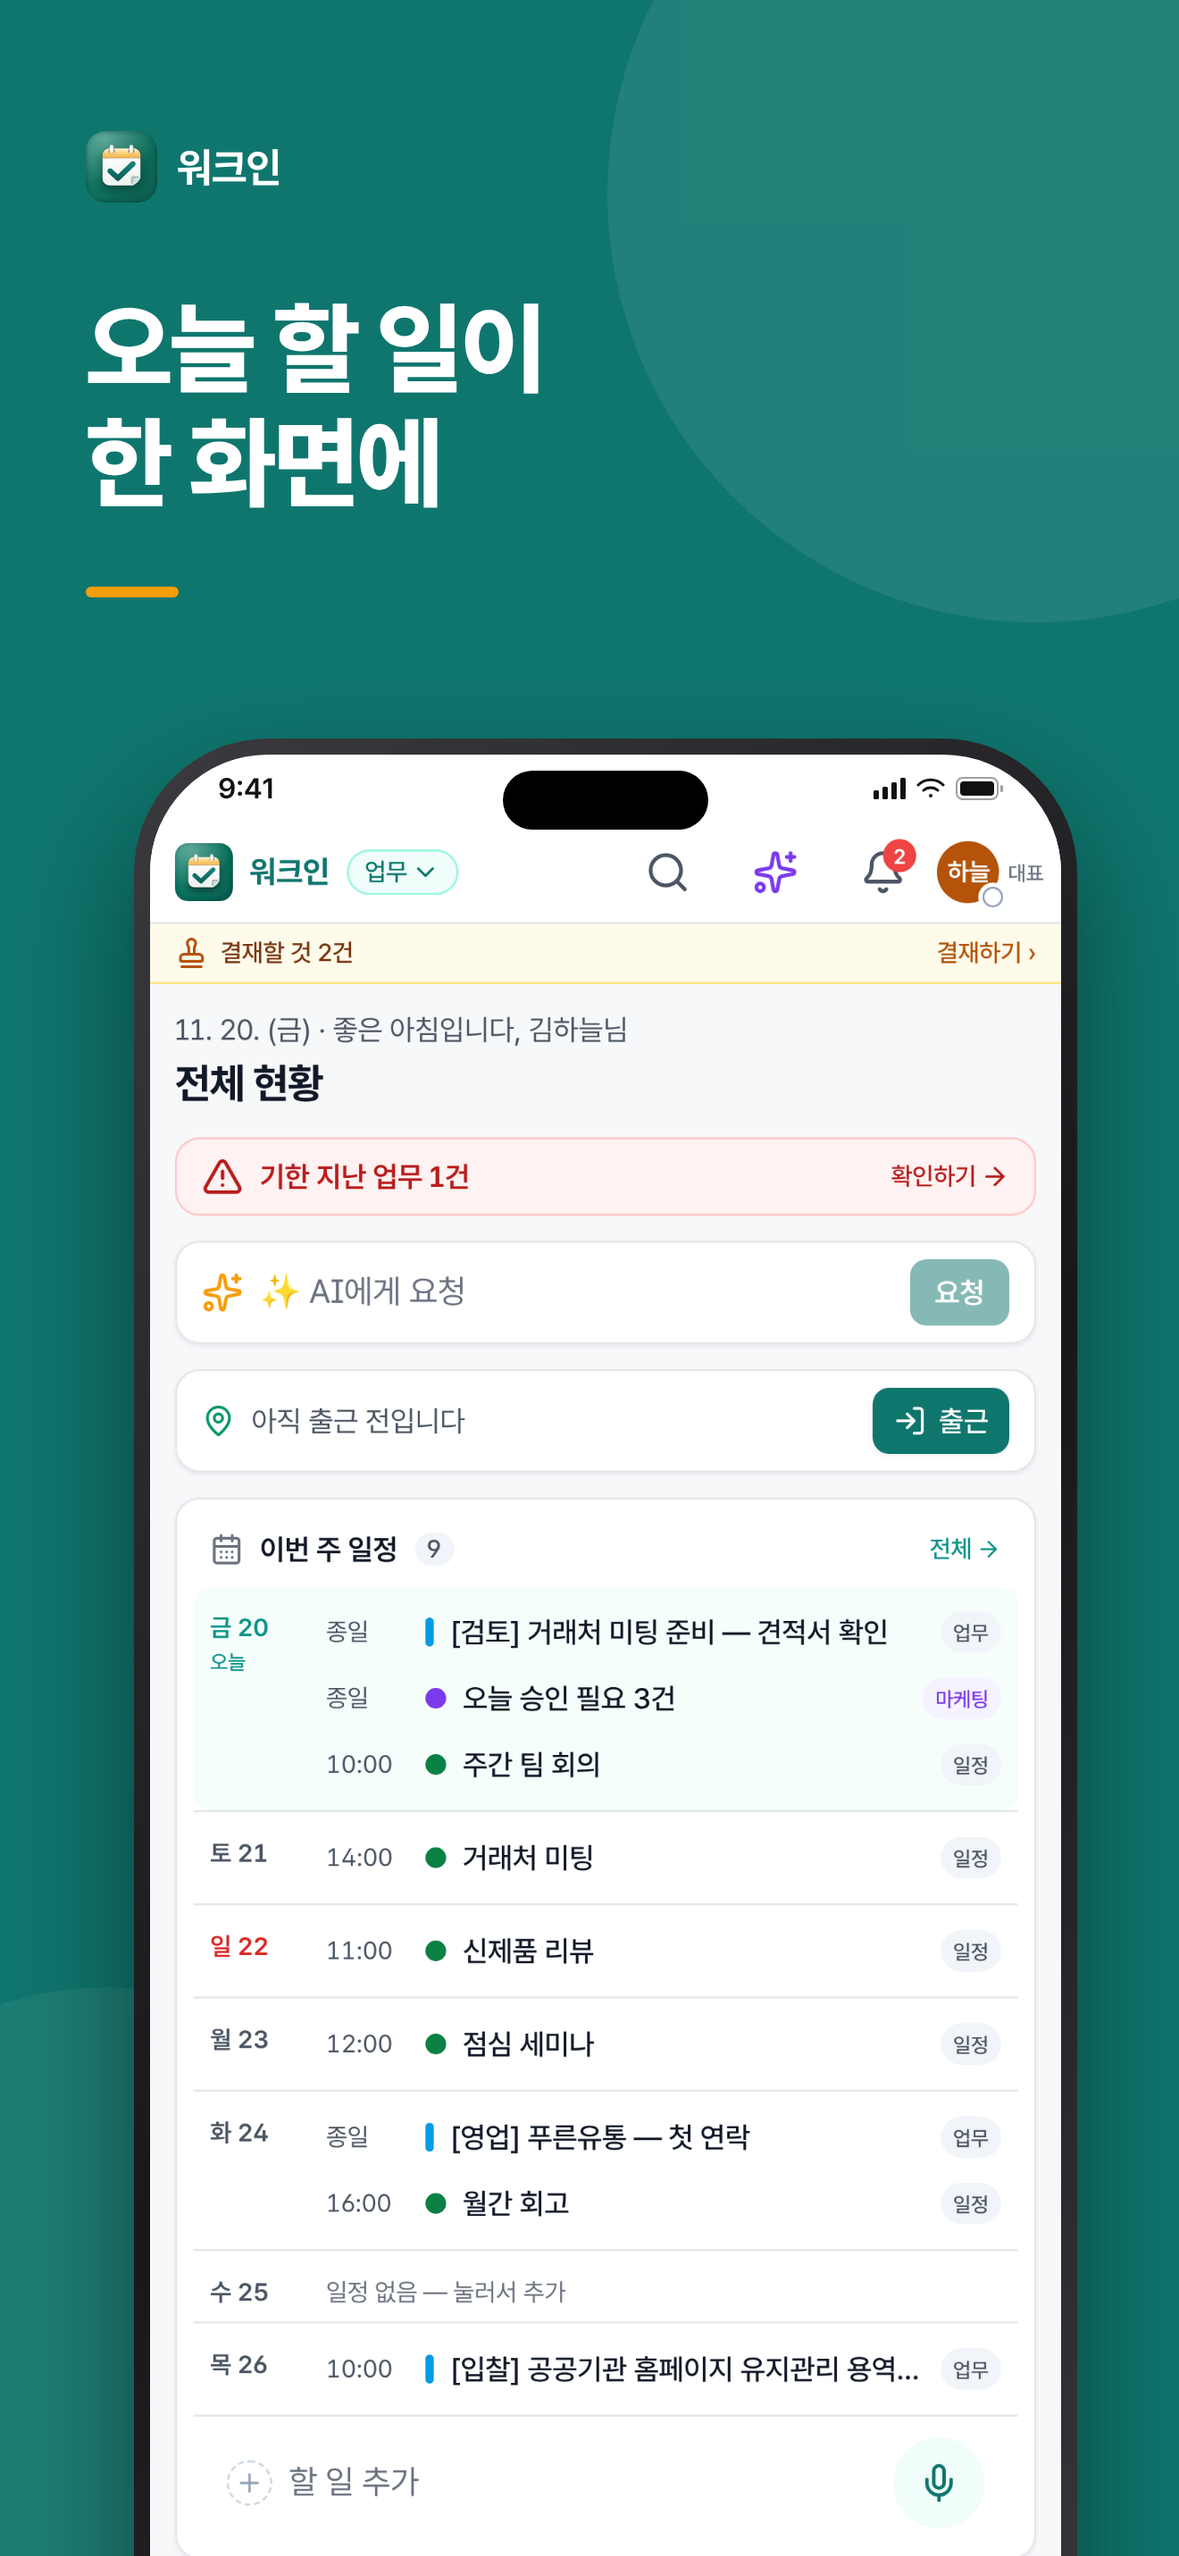 워크인
오늘 할 일이
한 화면에
9:41
워크인 업무 2 하늘 대표
결재할 것 2건 결재하기 ›
11. 20. (금) · 좋은 아침입니다, 김하늘님
전체 현황
기한 지난 업무 1건 확인하기 →
✨ AI에게 요청 요청
아직 출근 전입니다 출근
이번 주 일정 9 전체 →
금 20 종일 [검토] 거래처 미팅 준비 — 견적서 확인 업무
오늘
종일 오늘 승인 필요 3건 마케팅
10:00 주간 팀 회의 일정
토 21 14:00 거래처 미팅 일정
일 22 11:00 신제품 리뷰 일정
월 23 12:00 점심 세미나 일정
화 24 종일 [영업] 푸른유통 — 첫 연락 업무
16:00 월간 회고 일정
수 25 일정 없음 — 눌러서 추가
목 26 10:00 [입찰] 공공기관 홈페이지 유지관리 용역... 업무
할 일 추가